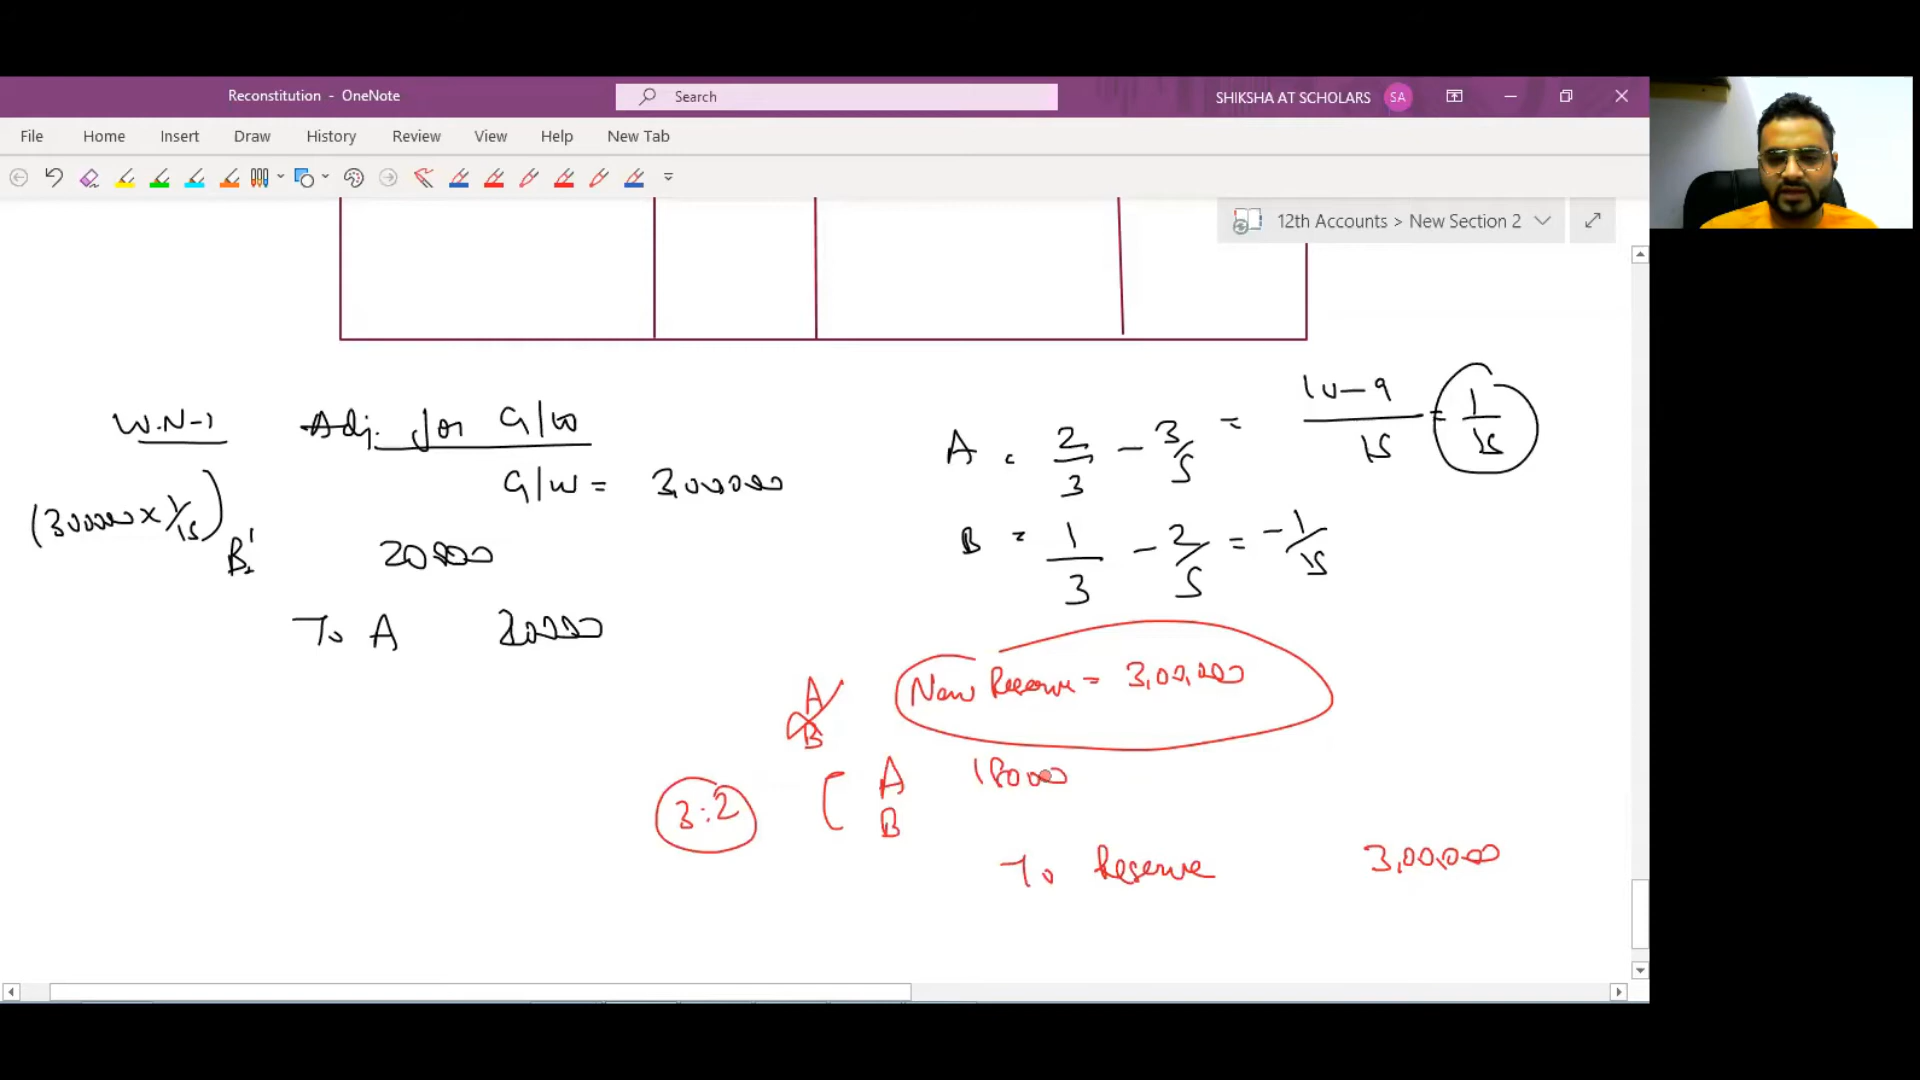 Reconstitution - OneNote
Search
SHIKSHA AT SCHOLARS
SA
File Home Insert Draw History Review View Help New Tab
12th Accounts > New Section 2
W.N-1 Adj. for G/W
G/W = 3,00000
(300000 x 1/15)
B 20000
To A 20000
A = 2/3 - 3/5 = 10-9/15 = 1/15
B = 1/3 - 2/5 = -1/15
A
B
New Reserve = 3,00,000
3:2
A 18000
B
To Reserve 3,00,000